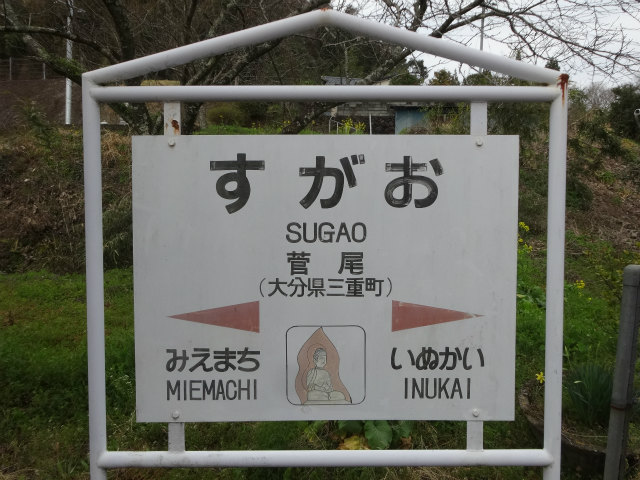 すがお
SUGAO
菅尾
(大分県三重町)
みえまち いぬかい
MIEMACHI INUKAI